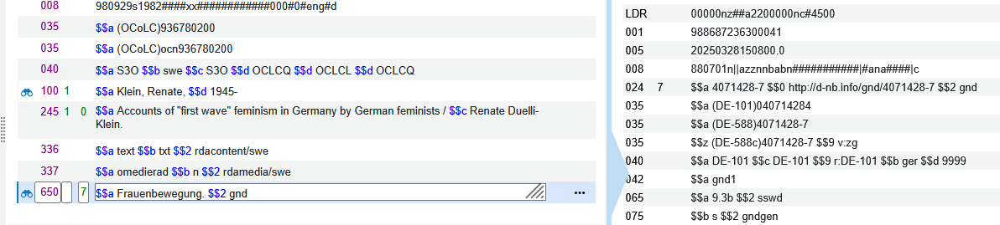 008 980929s1982####xx############000#0#eng#d
035 $$a (OCoLC)936780200
035 $$a (OCoLC)ocn936780200
040 $$a S3O $$b swe $$c S3O $$d OCLCQ $$d OCLCL $$d OCLCQ
100 1 $$a Klein, Renate, $$d 1945-
245 1 0 $$a Accounts of "first wave" feminism in Germany by German feminists / $$c Renate Duelli-
Klein.
336 $$a text $$b txt $$2 rdacontent/swe
337 $$a omedierad $$b n $$2 rdamedia/swe
650 7 $$a Frauenbewegung. $$2 gnd
LDR 00000nz##a2200000nc#4500
001 988687236300041
005 20250328150800.0
008 880701n||azznnbabn###########|#ana####|c
024 7 $$a 4071428-7 $$0 http://d-nb.info/gnd/4071428-7 $$2 gnd
035 $$a (DE-101)040714284
035 $$a (DE-588)4071428-7
035 $$z (DE-588c)4071428-7 $$9 v:zg
040 $$a DE-101 $$c DE-101 $$9 r:DE-101 $$b ger $$d 9999
042 $$a gnd1
065 $$a 9.3b $$2 sswd
075 $$b s $$2 gndgen